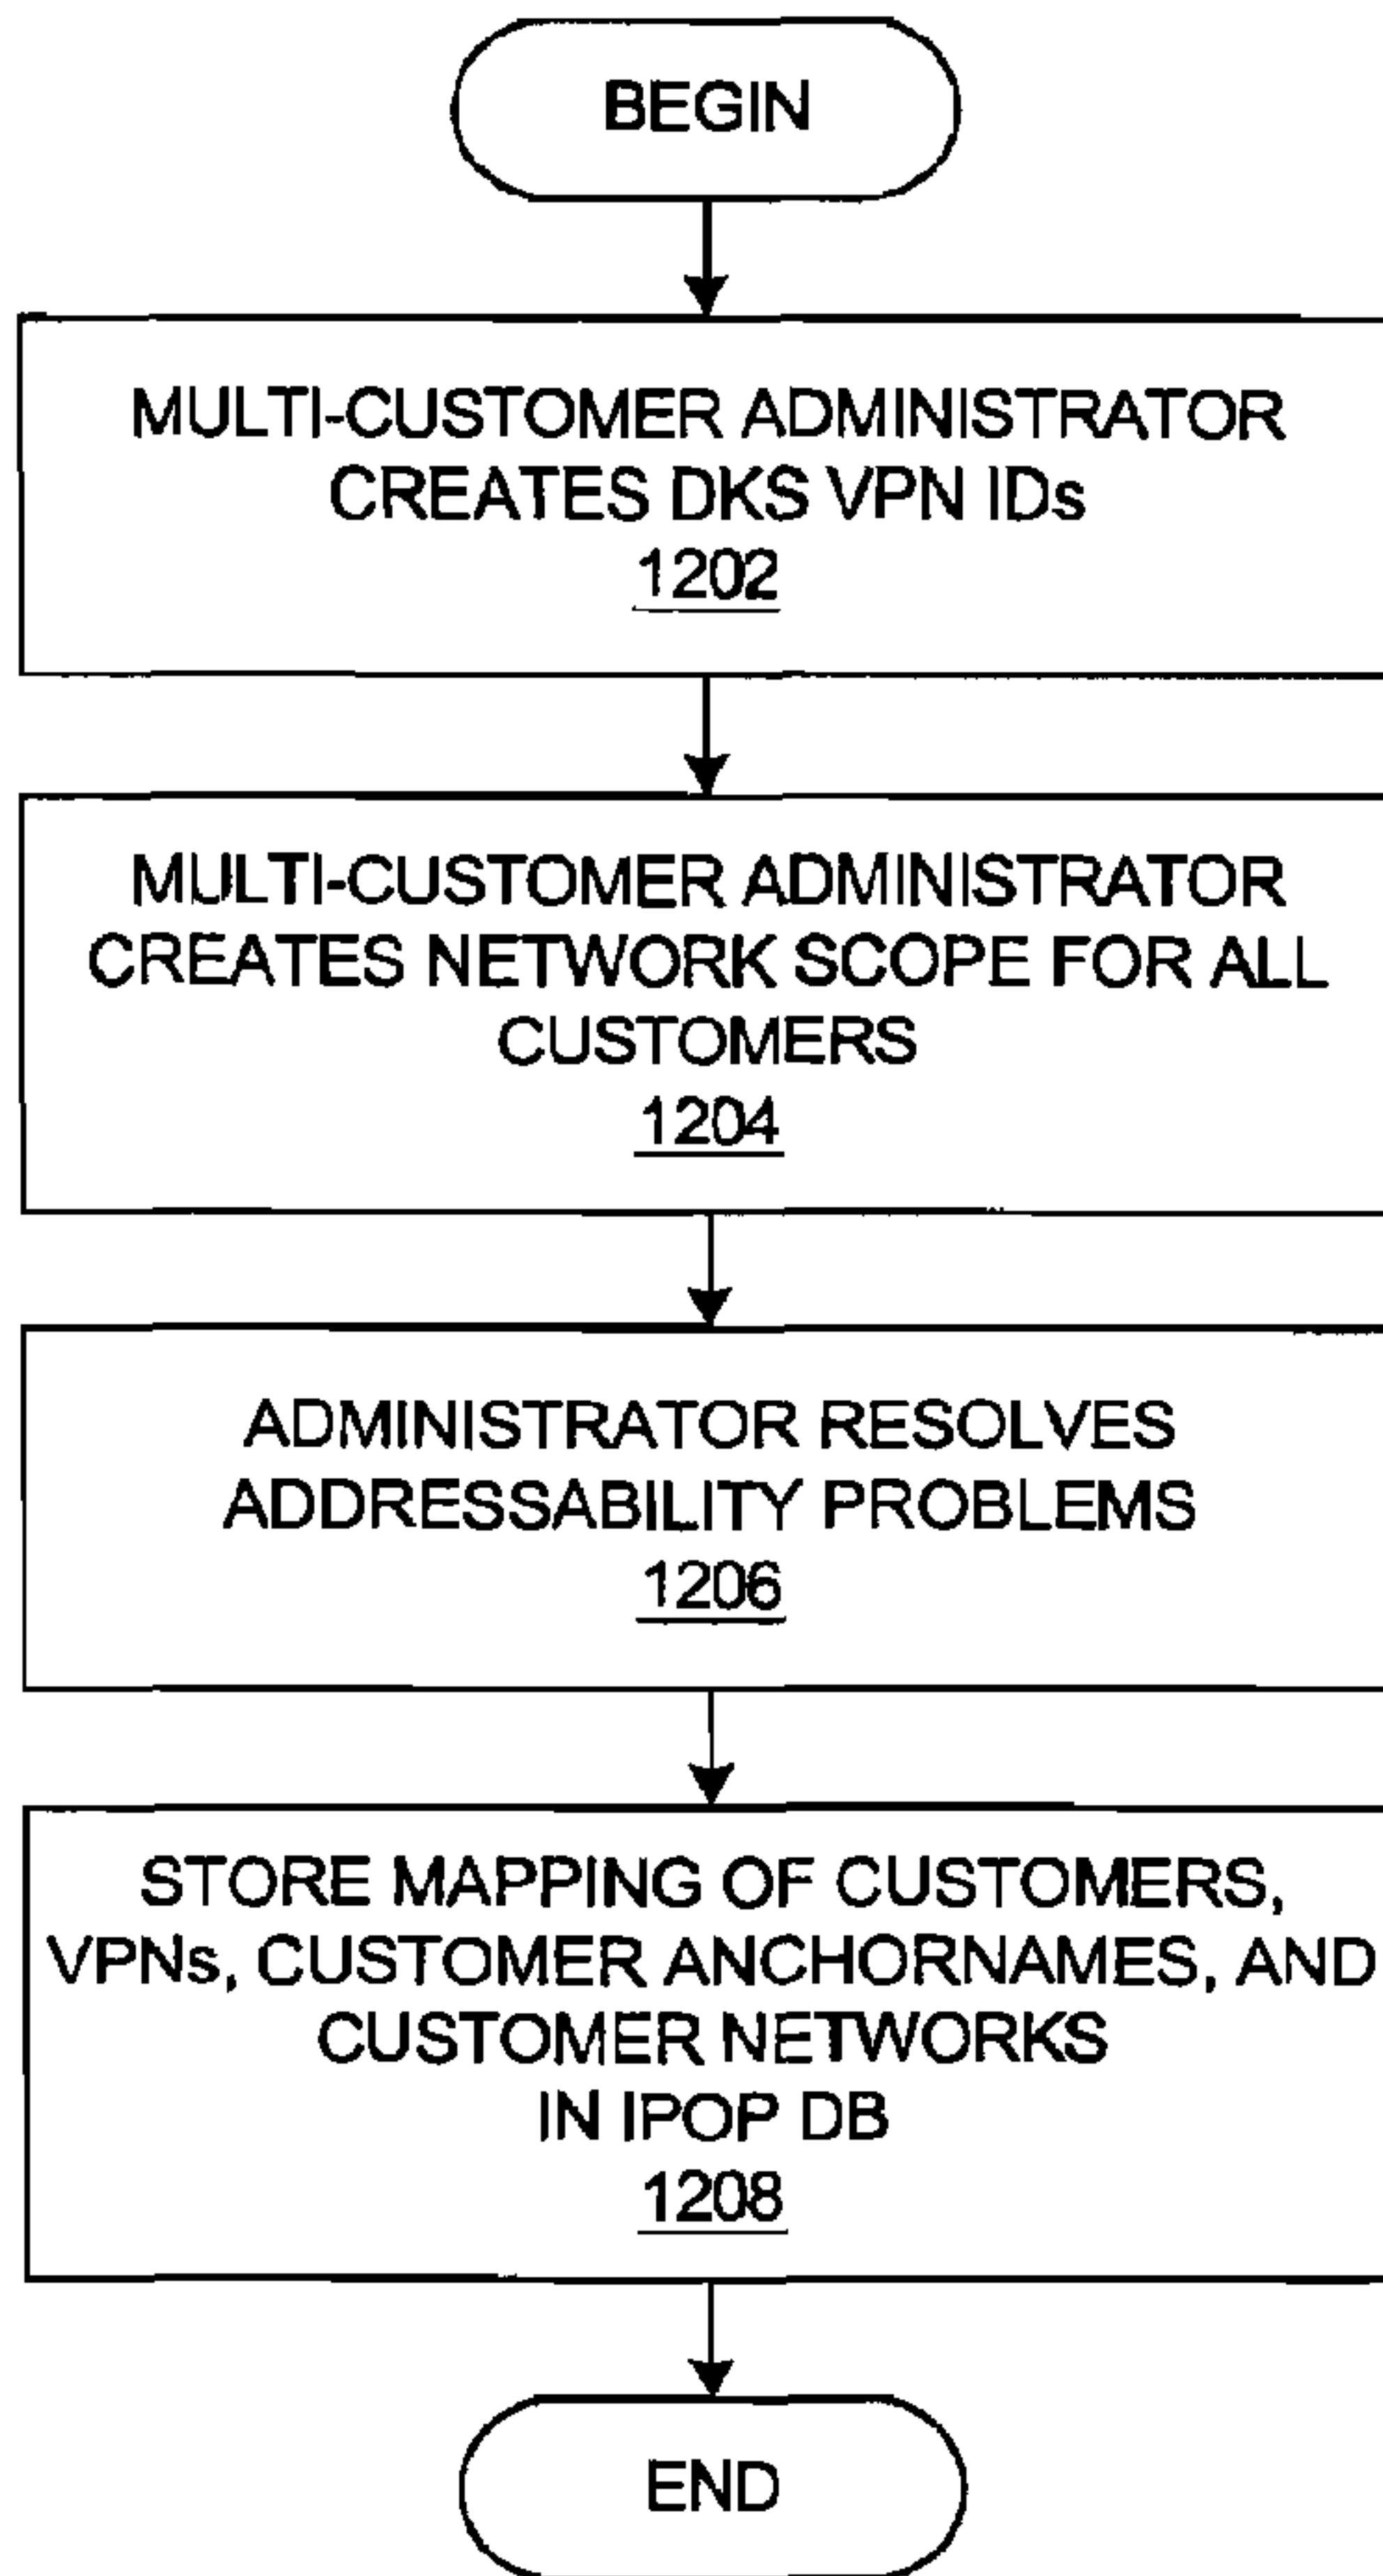 BEGIN
MULTI-CUSTOMER ADMINISTRATOR
CREATES DKS VPN IDs
1202
MULTI-CUSTOMER ADMINISTRATOR
CREATES NETWORK SCOPE FOR ALL
CUSTOMERS
1204
ADMINISTRATOR RESOLVES
ADDRESSABILITY PROBLEMS
1206
STORE MAPPING OF CUSTOMERS,
VPNs, CUSTOMER ANCHORNAMES, AND
CUSTOMER NETWORKS
IN IPOP DB
1208
END